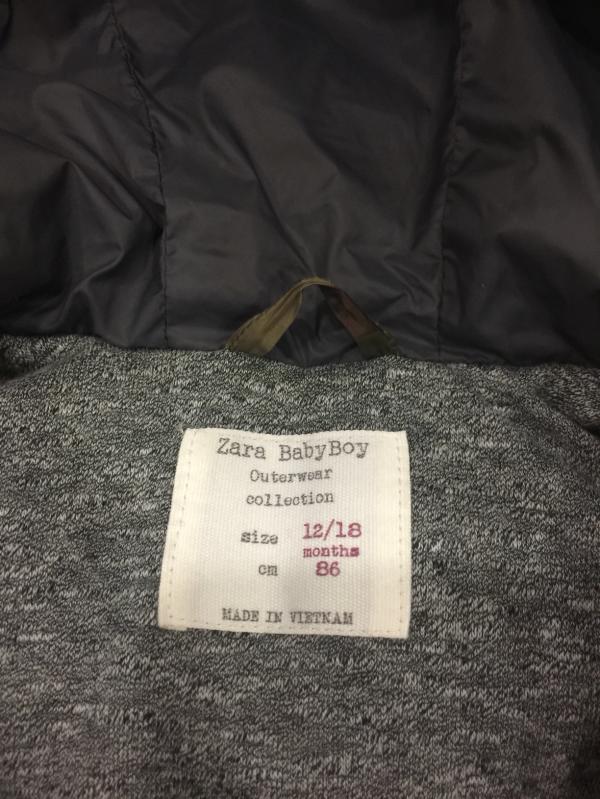 Zara BabyBoy
Outerwear
collection
size 12/18
months
cm 86
MADE IN VIETNAM